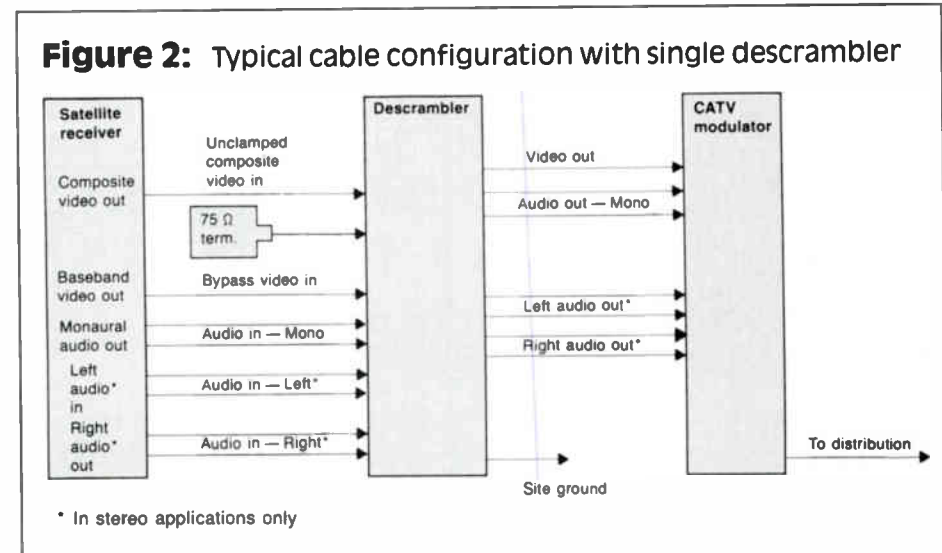 Figure 2: Typical cable configuration with single descrambler
Satellite
receiver
Descrambler
CATV
modulator
Unclamped
composite
video in
Composite
video out
75 Ω
term.
Video out
Audio out — Mono
Baseband
video out
Bypass video in
Left audio out*
Monaural
audio out
Audio in — Mono
Right audio out*
Left
audio*
in
Audio in — Left*
Right
audio*
out
Audio in — Right*
To distribution
Site ground
* In stereo applications only